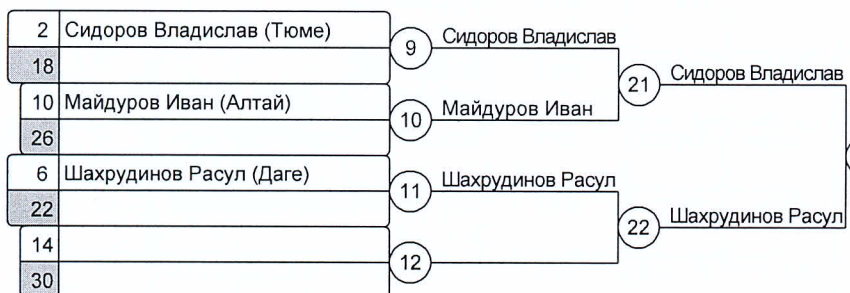 2 Сидоров Владислав (Тюме)
18
10 Майдуров Иван (Алтай)
26
6 Шахрудинов Расул (Даге)
22
14
30
9 Сидоров Владислав
10 Майдуров Иван
11 Шахрудинов Расул
12
21 Сидоров Владислав
22 Шахрудинов Расул